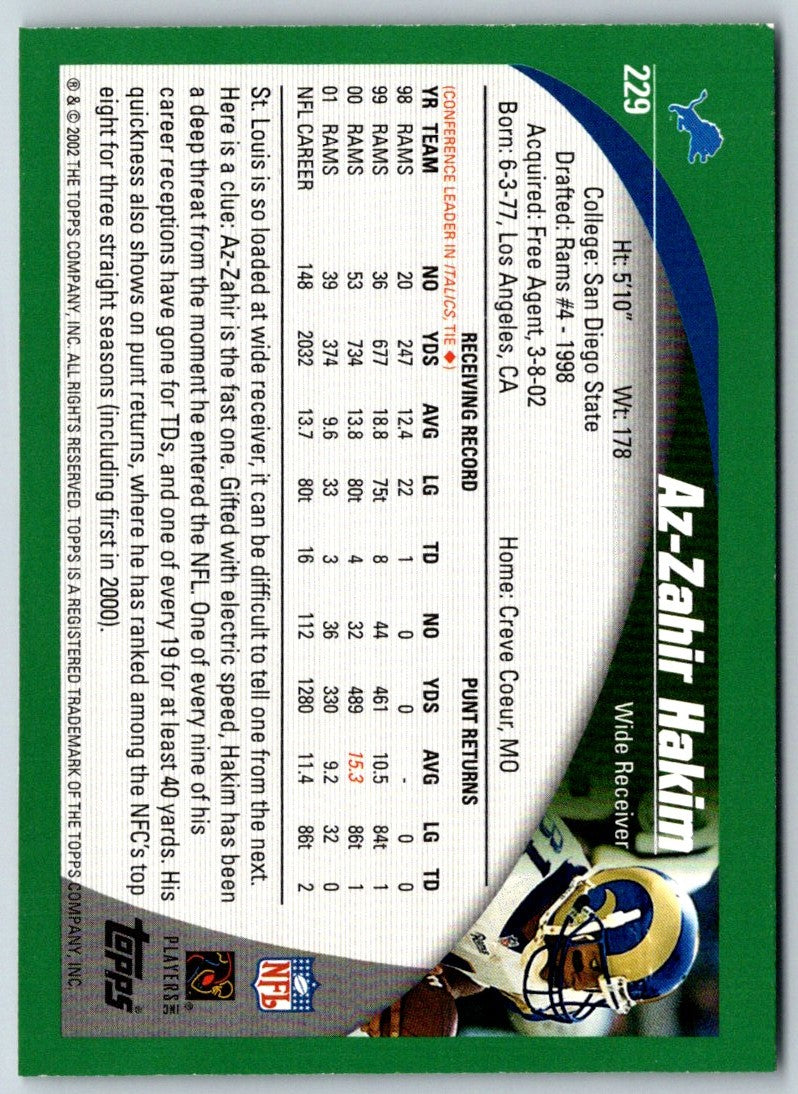 229
Az-Zahir Hakim
Wide Receiver
Ht: 5'10" Wt: 178
College: San Diego State
Drafted: Rams #4 - 1998
Acquired: Free Agent, 3-8-02
Born: 6-3-77, Los Angeles, CA Home: Creve Coeur, MO
RECEIVING RECORD PUNT RETURNS
(CONFERENCE LEADER IN ITALICS, TIE ♦)
YR TEAM NO YDS AVG LG TD NO YDS AVG LG TD
98 RAMS 20 247 12.4 22 1 0 0 - 0 0
99 RAMS 36 677 18.8 75t 8 44 461 10.5 84t 1
00 RAMS 53 734 13.8 80t 4 32 489 15.3 86t 1
01 RAMS 39 374 9.6 33 3 36 330 9.2 32 0
NFL CAREER 148 2032 13.7 80t 16 112 1280 11.4 86t 2
St. Louis is so loaded at wide receiver, it can be difficult to tell one from the next.
Here is a clue: Az-Zahir is the fast one. Gifted with electric speed, Hakim has been
a deep threat from the moment he entered the NFL. One of every nine of his
career receptions have gone for TDs, and one of every 19 for at least 40 yards. His
quickness also shows on punt returns, where he has ranked among the NFC's top
eight for three straight seasons (including first in 2000).
® & © 2002 THE TOPPS COMPANY, INC. ALL RIGHTS RESERVED. TOPPS IS A REGISTERED TRADEMARK OF THE TOPPS COMPANY, INC.
81
Rams
NFL
PLAYERS INC
topps®